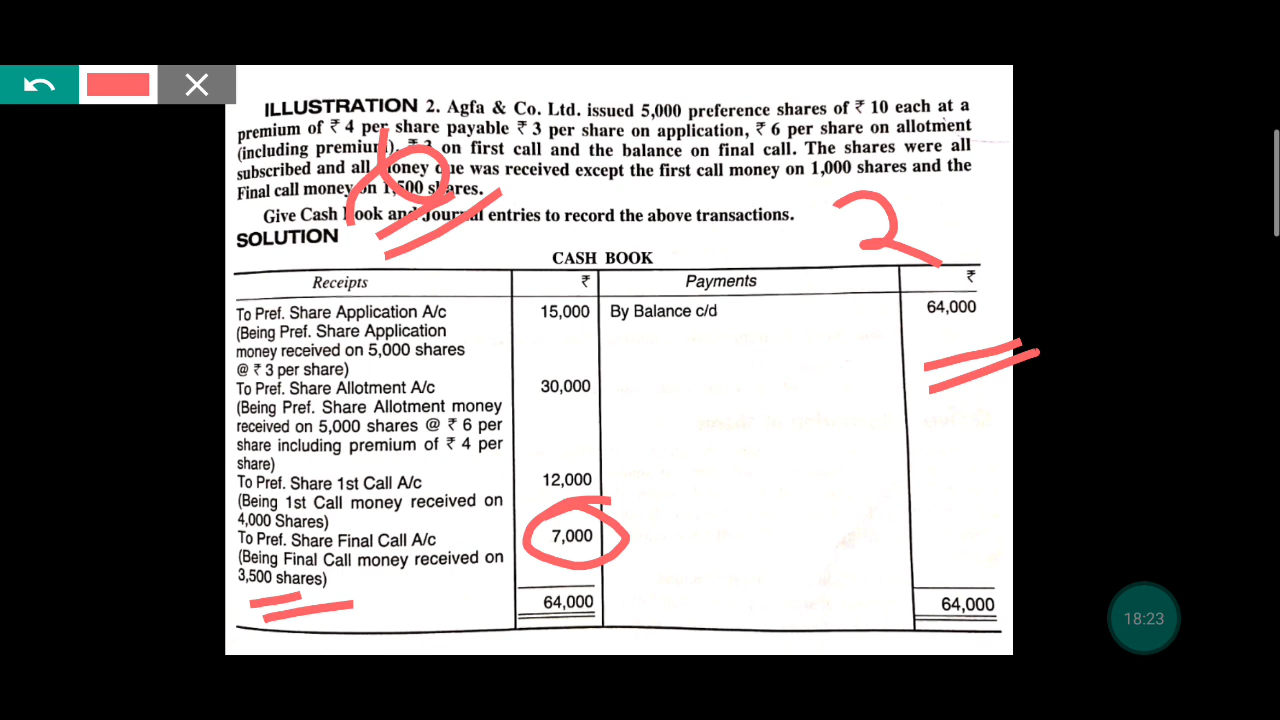 ILLUSTRATION 2. Agfa & Co. Ltd. issued 5,000 preference shares of ₹ 10 each at a
premium of ₹ 4 per share payable ₹ 3 per share on application, ₹ 6 per share on allotment
(including premium), ₹ 3 on first call and the balance on final call. The shares were all
subscribed and all money due was received except the first call money on 1,000 shares and the
Final call money on 1,500 shares.
Give Cash Book and Journal entries to record the above transactions.
2
SOLUTION
CASH BOOK
Receipts ₹ Payments ₹
To Pref. Share Application A/c 15,000 By Balance c/d 64,000
(Being Pref. Share Application
money received on 5,000 shares
@ ₹ 3 per share)
To Pref. Share Allotment A/c 30,000
(Being Pref. Share Allotment money
received on 5,000 shares @ ₹ 6 per
share including premium of ₹ 4 per
share)
To Pref. Share 1st Call A/c 12,000
(Being 1st Call money received on
4,000 Shares)
To Pref. Share Final Call A/c 7,000
(Being Final Call money received on
3,500 shares)
64,000 64,000
18:23